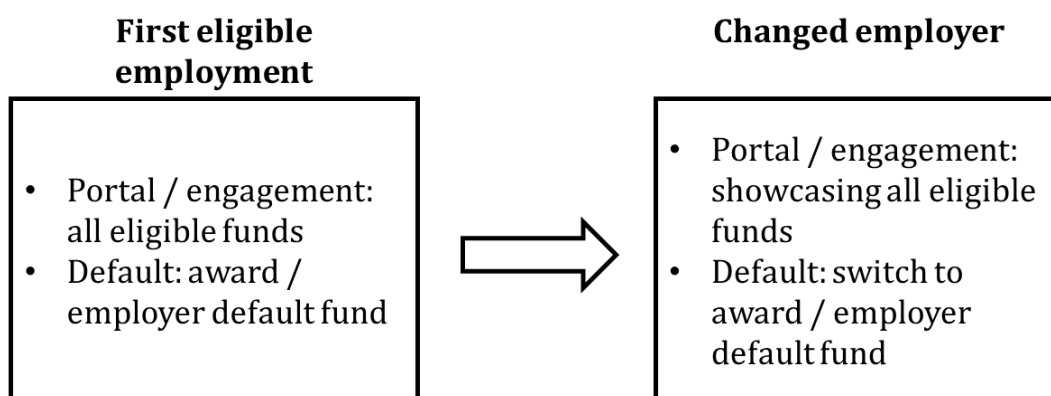 First eligible
employment
• Portal / engagement:
all eligible funds
• Default: award /
employer default fund
Changed employer
• Portal / engagement:
showcasing all eligible
funds
• Default: switch to
award / employer
default fund